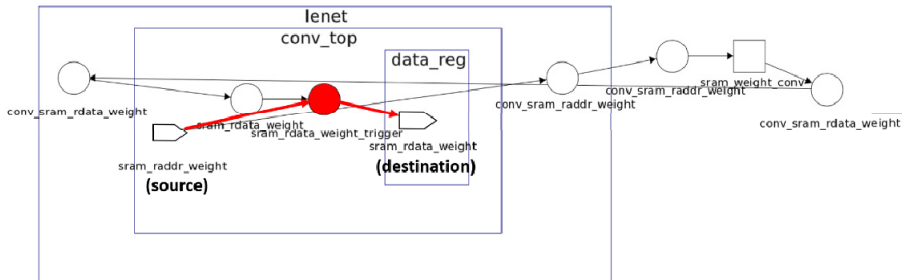 lenet
conv_top
data_reg
conv_sram_rdata_weight
sram_rdata_weight
sram_rdata_weight_trigger
sram_raddr_weight
(source)
sram_rdata_weight
(destination)
conv_sram_raddr_weight
conv_sram_raddr_weight
sram_weight_conv
conv_sram_rdata_weight